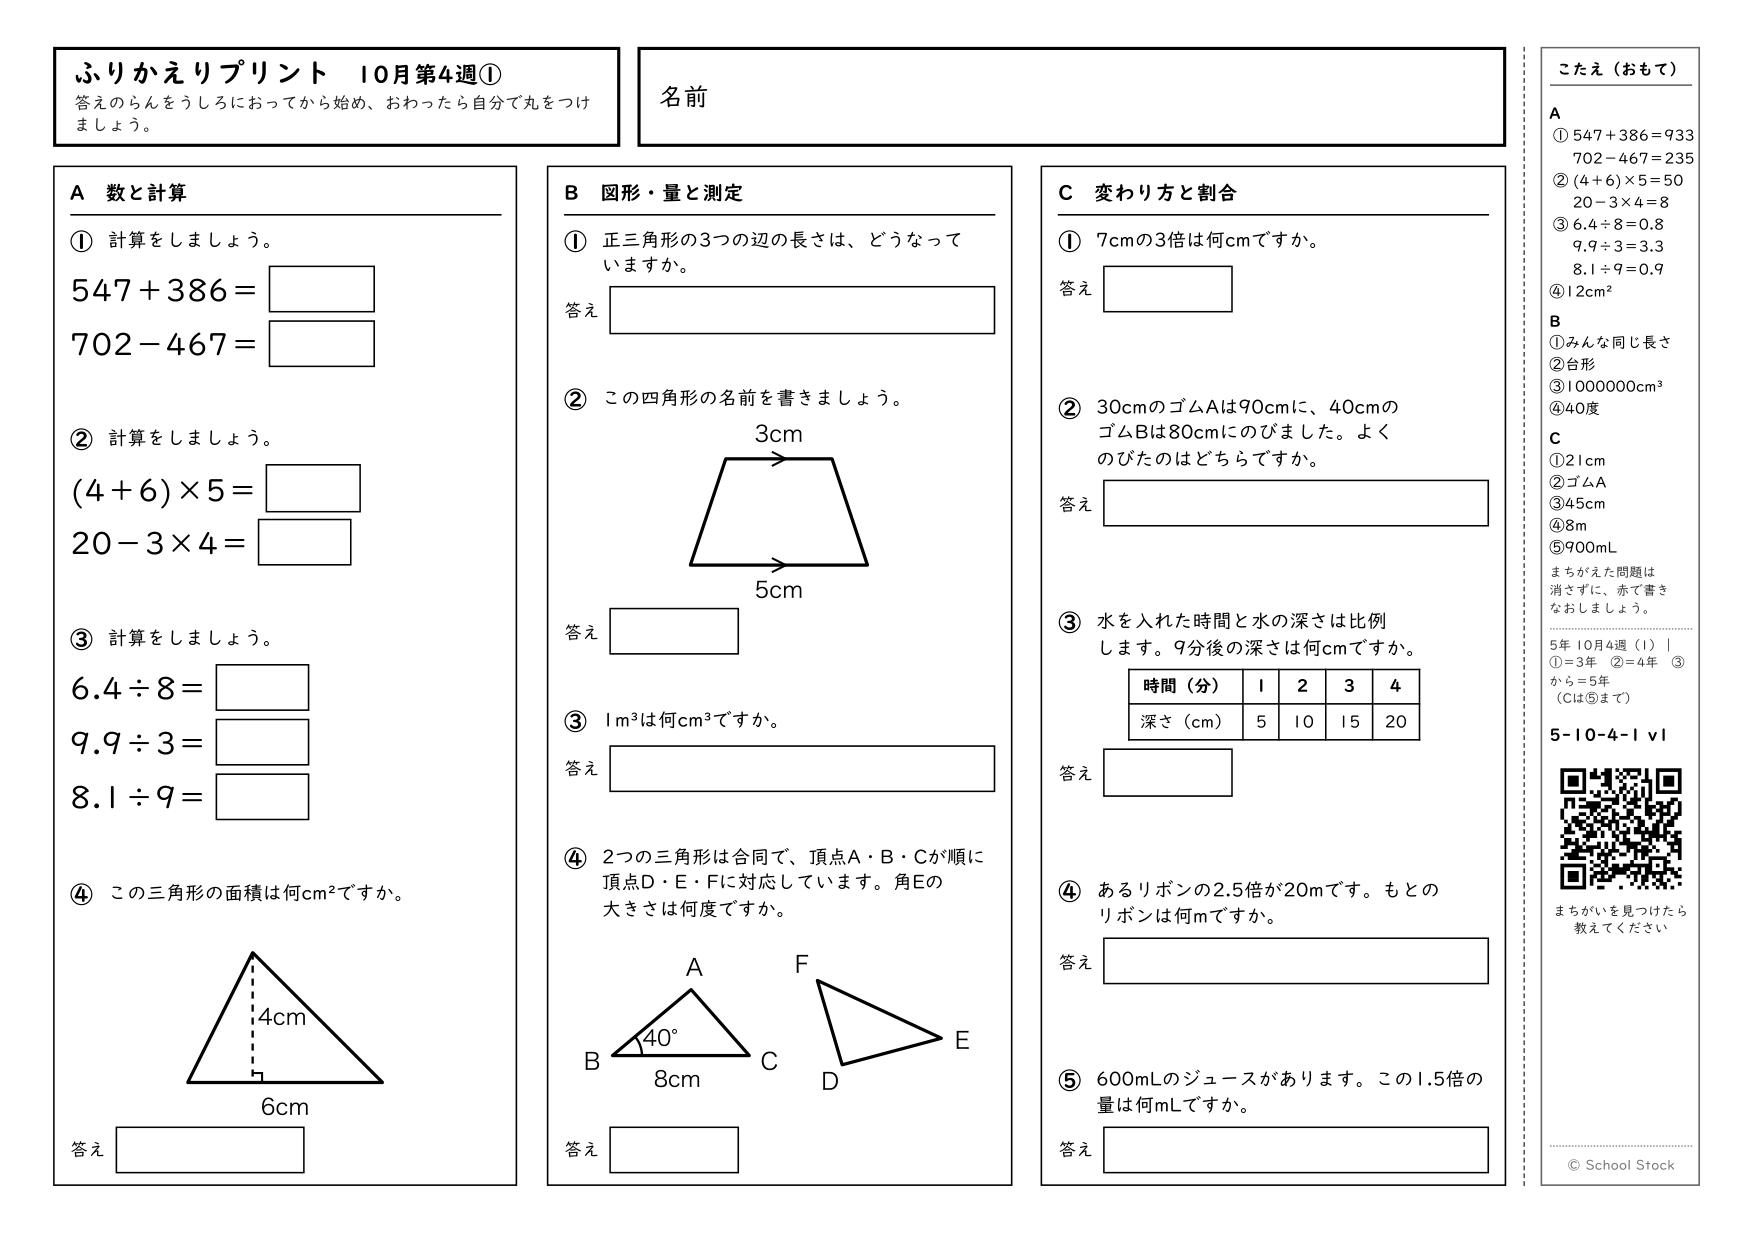 ふりかえりプリント　10月第4週①
答えのらんをうしろにおってから始め、おわったら自分で丸をつけ
ましょう。
名前
A　数と計算
① 計算をしましょう。
547＋386＝
702－467＝
② 計算をしましょう。
(4＋6)×5＝
20－3×4＝
③ 計算をしましょう。
6.4÷8＝
9.9÷3＝
8.1÷9＝
④ この三角形の面積は何cm²ですか。
4cm
6cm
答え
B　図形・量と測定
① 正三角形の3つの辺の長さは、どうなって
いますか。
答え
② この四角形の名前を書きましょう。
3cm
5cm
答え
③ 1m³は何cm³ですか。
答え
④ 2つの三角形は合同で、頂点A・B・Cが順に
頂点D・E・Fに対応しています。角Eの
大きさは何度ですか。
A
F
40°
B
C
E
8cm
D
答え
C　変わり方と割合
① 7cmの3倍は何cmですか。
答え
② 30cmのゴムAは90cmに、40cmの
ゴムBは80cmにのびました。よく
のびたのはどちらですか。
答え
③ 水を入れた時間と水の深さは比例
します。9分後の深さは何cmですか。
時間（分） 1 2 3 4
深さ（cm） 5 10 15 20
答え
④ あるリボンの2.5倍が20mです。もとの
リボンは何mですか。
答え
⑤ 600mLのジュースがあります。この1.5倍の
量は何mLですか。
答え
こたえ（おもて）
A
① 547＋386＝933
702－467＝235
② (4＋6)×5＝50
20－3×4＝8
③ 6.4÷8＝0.8
9.9÷3＝3.3
8.1÷9＝0.9
④12cm²
B
①みんな同じ長さ
②台形
③1000000cm³
④40度
C
①21cm
②ゴムA
③45cm
④8m
⑤900mL
まちがえた問題は
消さずに、赤で書き
なおしましょう。
5年 10月4週（1）｜
①＝3年　②＝4年　③
から＝5年
（Cは⑤まで）
5-10-4-1 v1
まちがいを見つけたら
教えてください
© School Stock